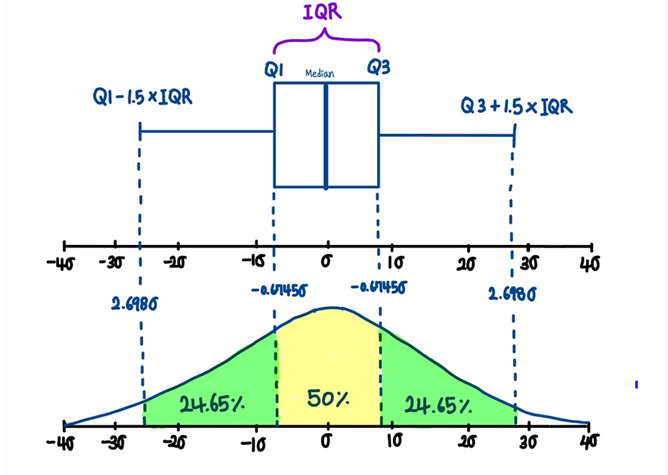 IQR
Q1 Median Q3
Q1-1.5×IQR Q3+1.5×IQR
-4σ -3σ -2σ -1σ σ 1σ 2σ 3σ 4σ
-0.6745σ -0.6745σ
2.698σ 2.698σ
24.65% 50% 24.65%
-4σ -3σ -2σ -1σ σ 1σ 2σ 3σ 4σ